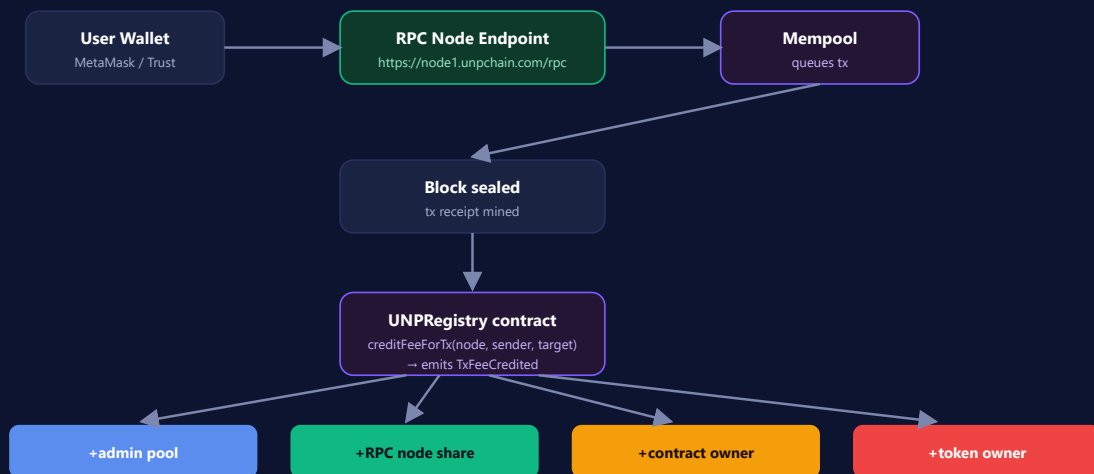 User Wallet
MetaMask / Trust
RPC Node Endpoint
https://node1.unpchain.com/rpc
Mempool
queues tx
Block sealed
tx receipt mined
UNPRegistry contract
creditFeeForTx(node, sender, target)
→ emits TxFeeCredited
+admin pool
+RPC node share
+contract owner
+token owner